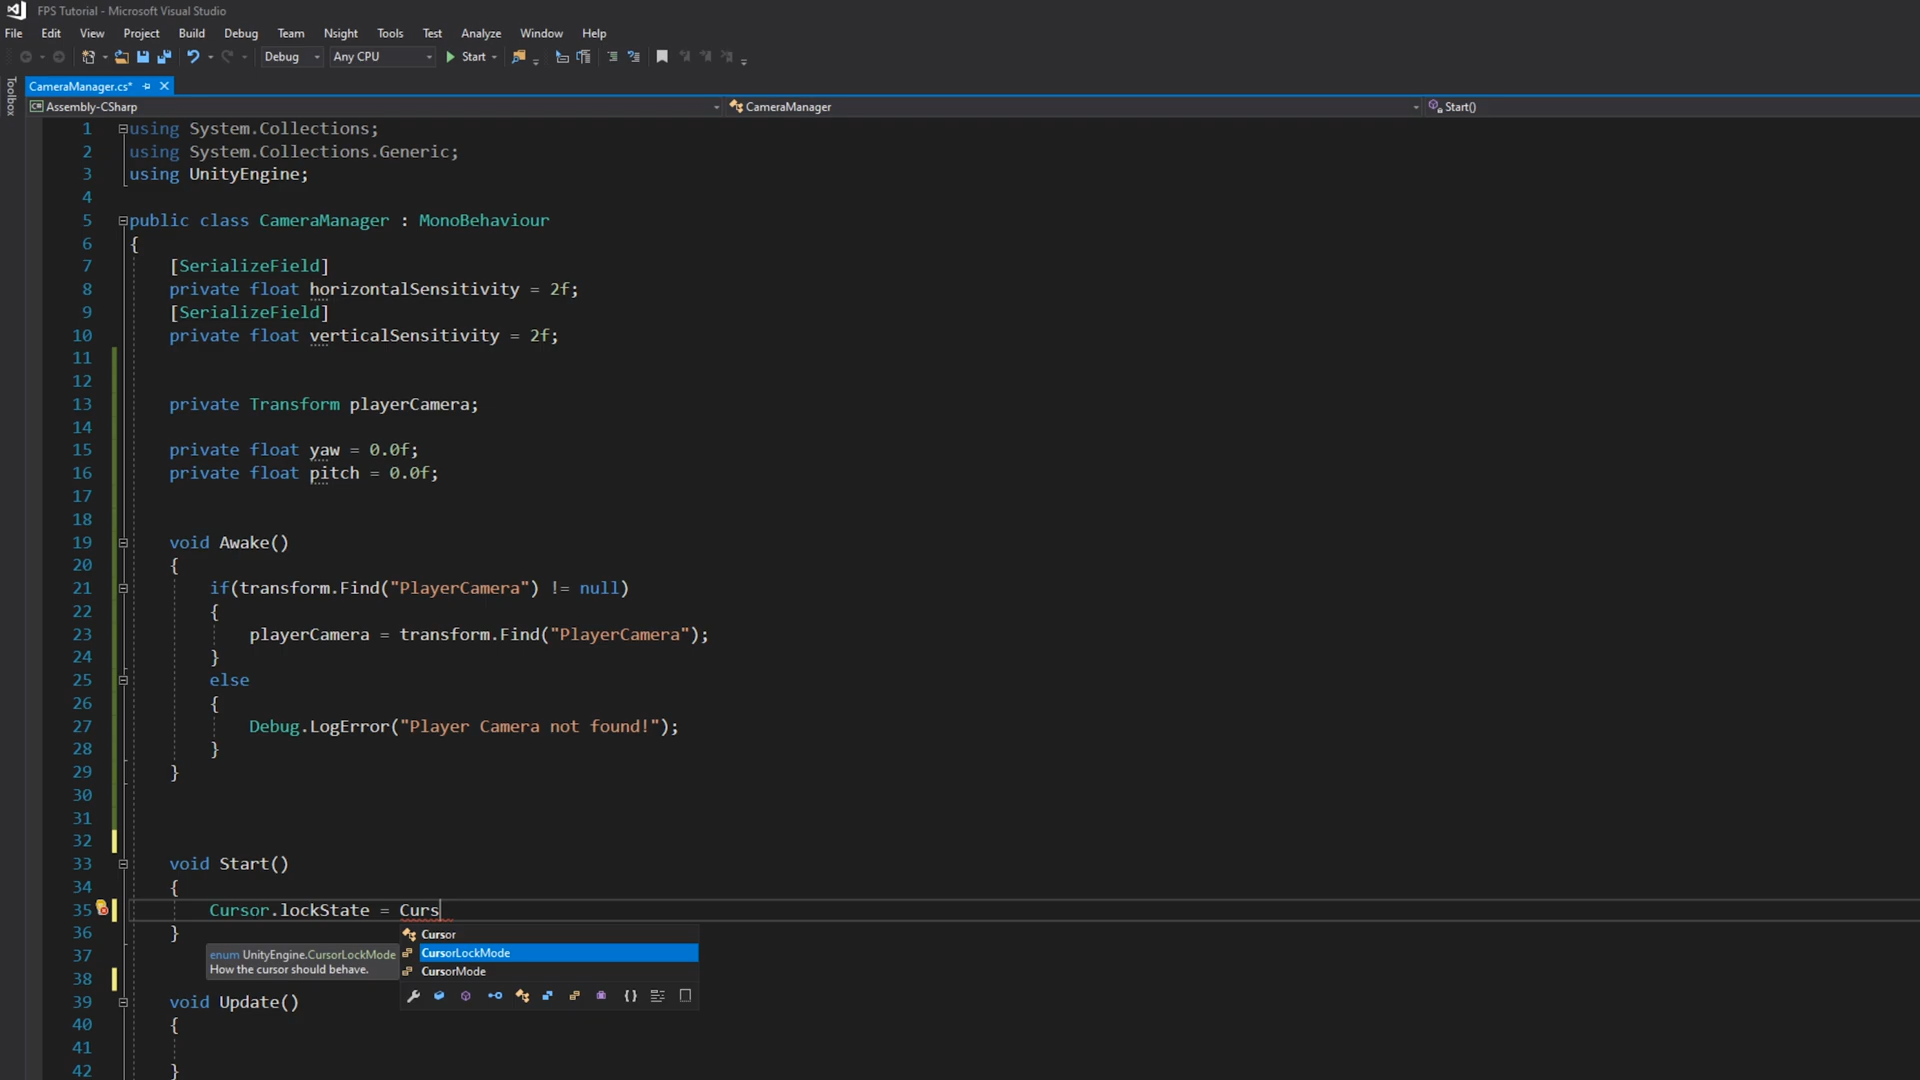 FPS Tutorial - Microsoft Visual Studio
File Edit View Project Build Debug Team Nsight Tools Test Analyze Window Help
Debug Any CPU Start
Toolbox
CameraManager.cs*
Assembly-CSharp CameraManager Start()
1 using System.Collections;
2 using System.Collections.Generic;
3 using UnityEngine;
4
5 public class CameraManager : MonoBehaviour
6 {
7 [SerializeField]
8 private float horizontalSensitivity = 2f;
9 [SerializeField]
10 private float verticalSensitivity = 2f;
11
12
13 private Transform playerCamera;
14
15 private float yaw = 0.0f;
16 private float pitch = 0.0f;
17
18
19 void Awake()
20 {
21 if(transform.Find("PlayerCamera") != null)
22 {
23 playerCamera = transform.Find("PlayerCamera");
24 }
25 else
26 {
27 Debug.LogError("Player Camera not found!");
28 }
29 }
30
31
32
33 void Start()
34 {
35 Cursor.lockState = Curs
36 }
37
38
39 void Update()
40 {
41
42 }
Cursor
CursorLockMode
CursorMode
enum UnityEngine.CursorLockMode
How the cursor should behave.